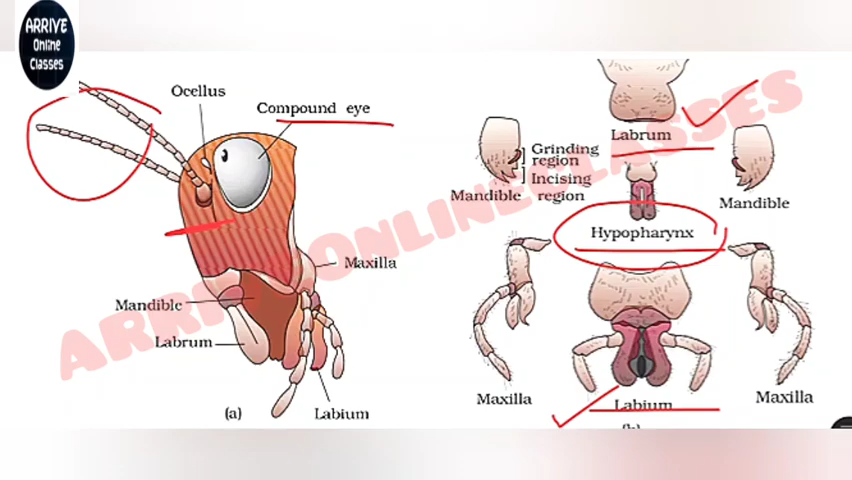 ARRIVE
Online
Classes
Ocellus
Compound eye
Maxilla
Mandible
Labrum
Labium
(a)
Labrum
Grinding
region
Incising
region
Mandible
Mandible
Hypopharynx
Maxilla
Labium
Maxilla
ARRIVE ONLINE CLASSES